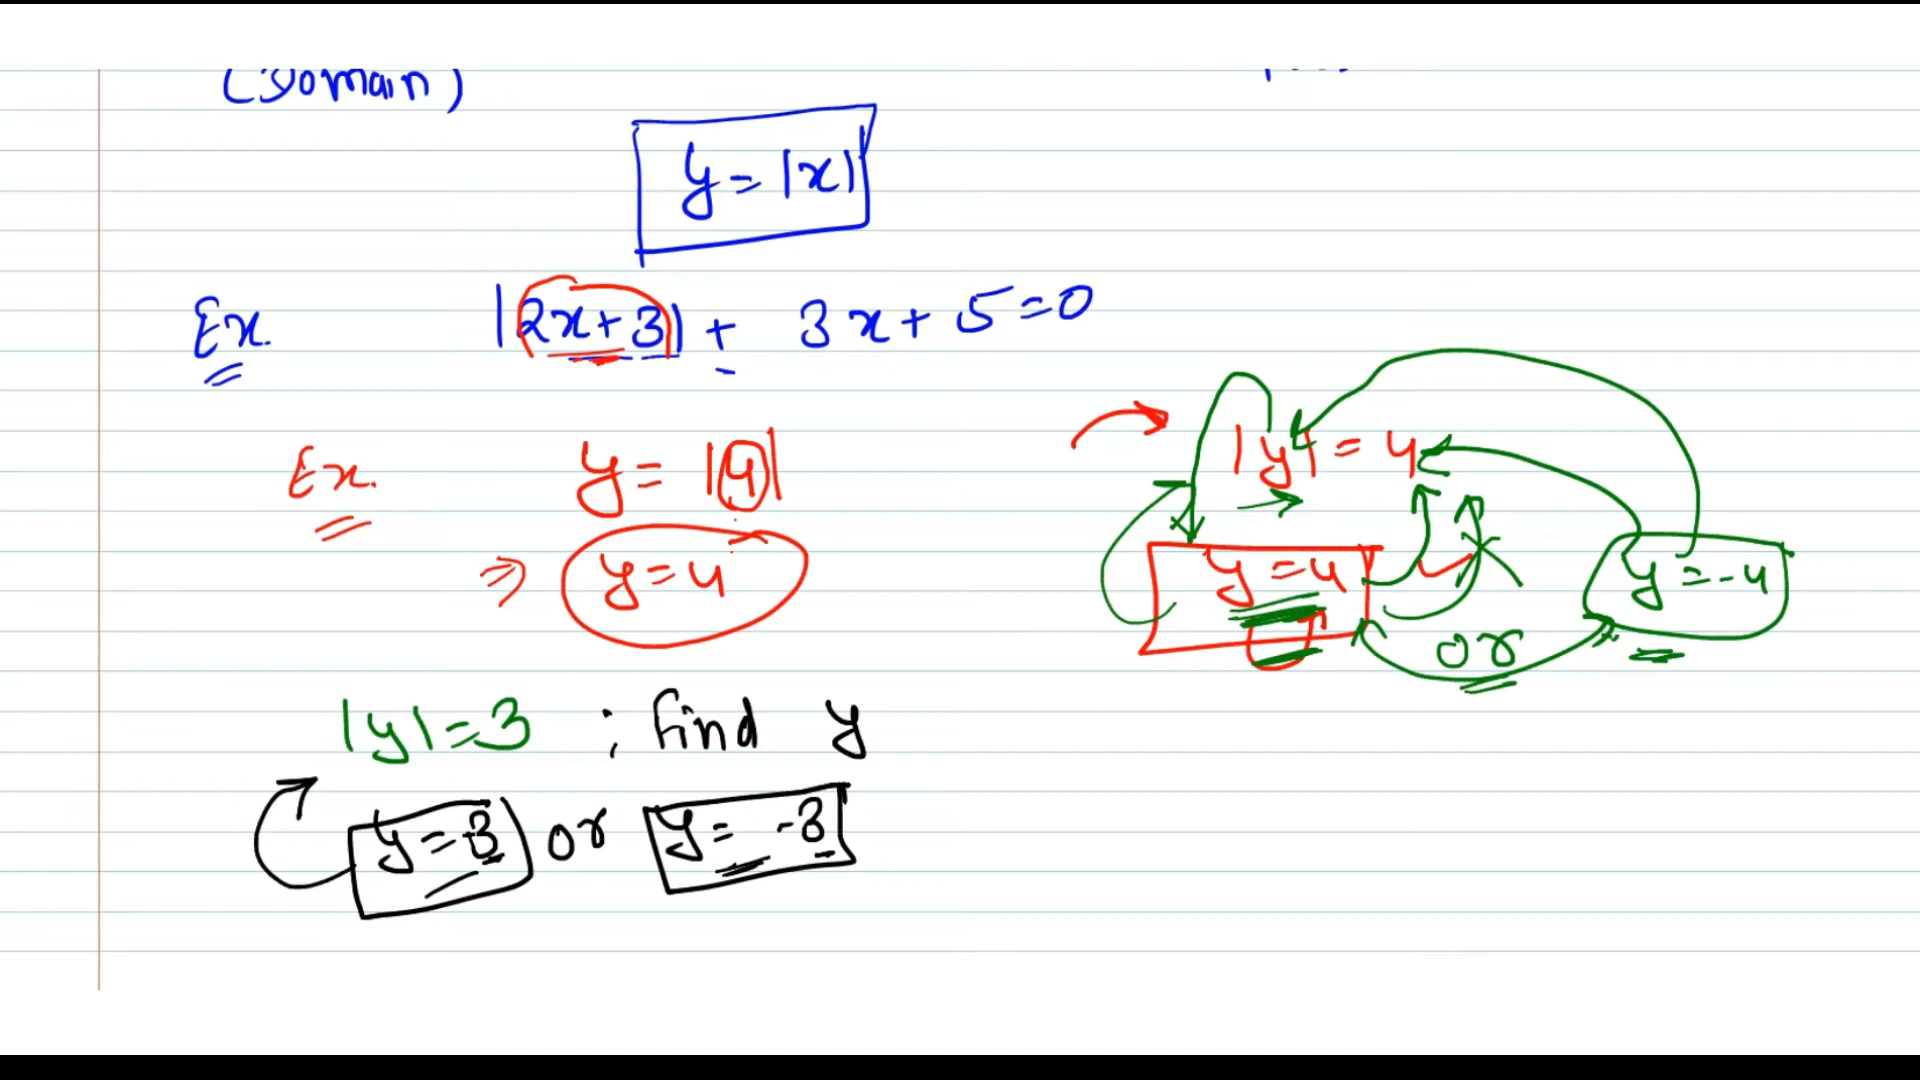 (Domain)
y = |x|
Ex. |2x+3| + 3x + 5 = 0
Ex. y = |4|
⇒ y = 4
|y| = 4
y = 4 or y = -4
|y| = 3 ; find y
y = +3 or y = -3